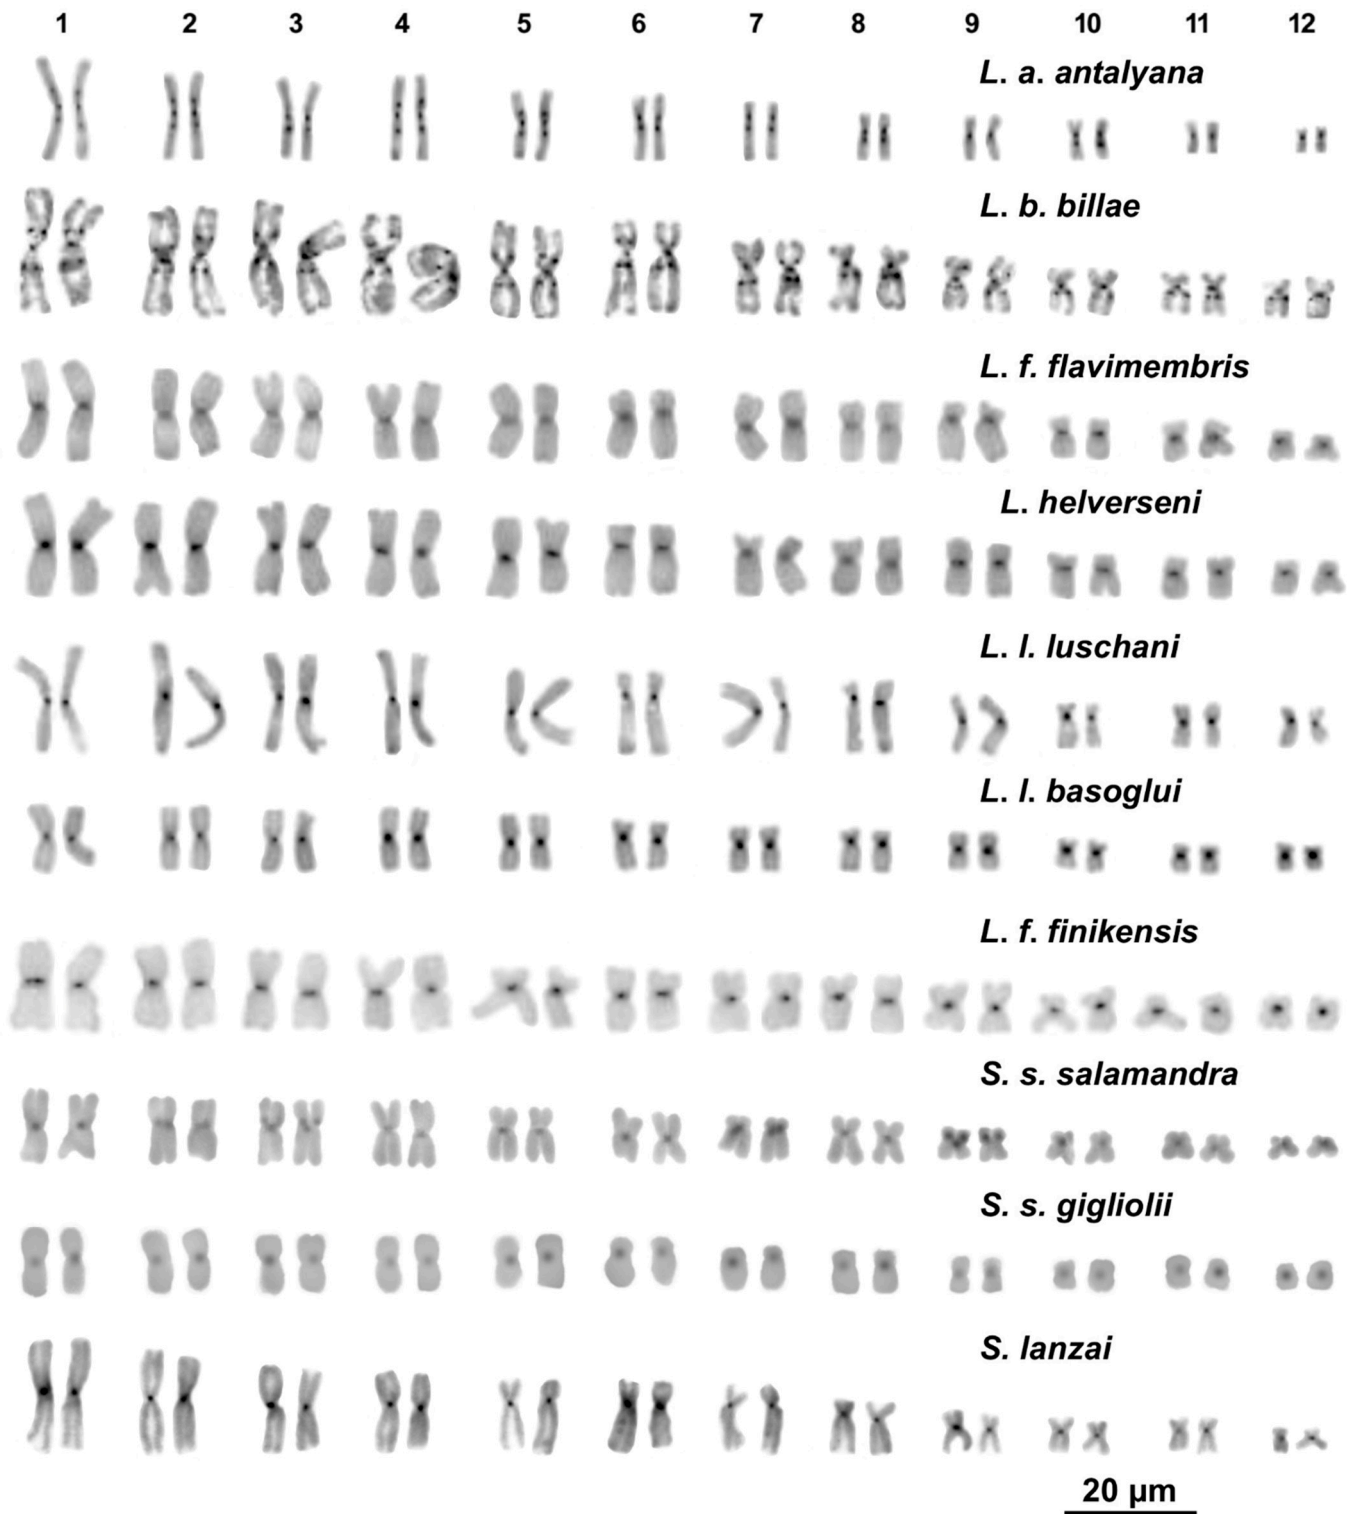 1 2 3 4 5 6 7 8 9 10 11 12
L. a. antalyana
L. b. billae
L. f. flavimembris
L. helverseni
L. l. luschani
L. l. basoglui
L. f. finikensis
S. s. salamandra
S. s. gigliolii
S. lanzai
20 µm